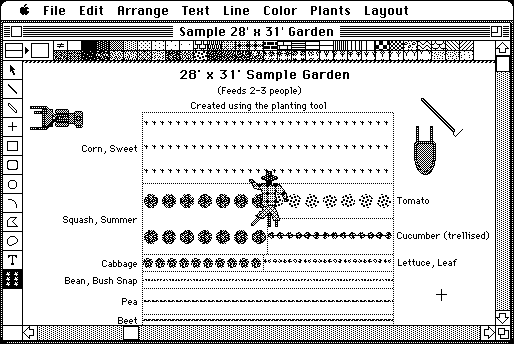 File Edit Arrange Text Line Color Plants Layout
Sample 28' x 31' Garden
28' x 31' Sample Garden
(Feeds 2-3 people)
Created using the planting tool
Corn, Sweet
Tomato
Squash, Summer
Cucumber (trellised)
Cabbage
Lettuce, Leaf
Bean, Bush Snap
Pea
Beet
T